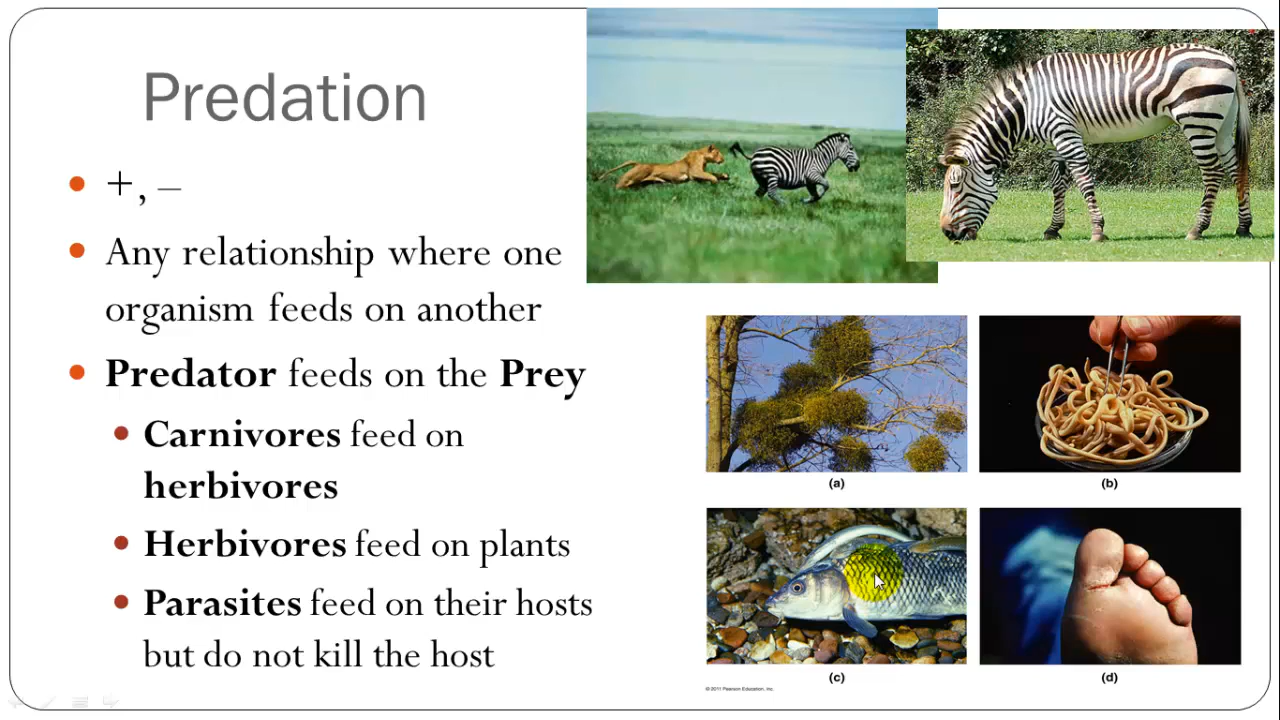 Predation
+, –
Any relationship where one
organism feeds on another
Predator feeds on the Prey
Carnivores feed on
herbivores
Herbivores feed on plants
Parasites feed on their hosts
but do not kill the host
(a)
(b)
(c)
(d)
© 2011 Pearson Education, Inc.